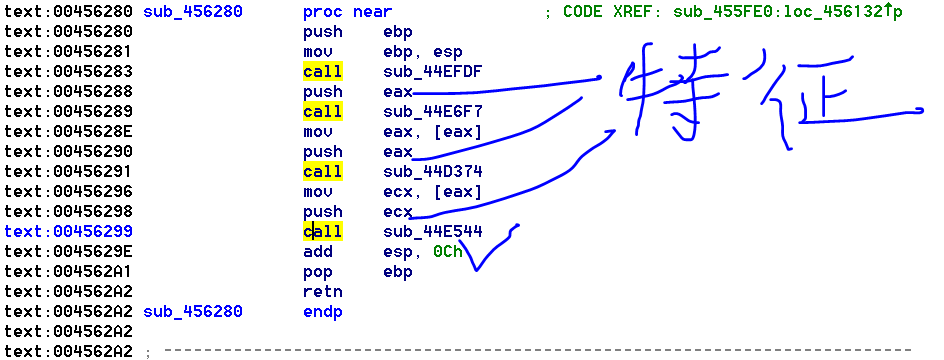 text:00456280 sub_456280      proc near               ; CODE XREF: sub_455FE0:loc_456132↑p
text:00456280                 push    ebp
text:00456281                 mov     ebp, esp
text:00456283                 call    sub_44EFDF
text:00456288                 push    eax
text:00456289                 call    sub_44E6F7
text:0045628E                 mov     eax, [eax]
text:00456290                 push    eax
text:00456291                 call    sub_44D374
text:00456296                 mov     ecx, [eax]
text:00456298                 push    ecx
text:00456299                 call    sub_44E544
text:0045629E                 add     esp, 0Ch
text:004562A1                 pop     ebp
text:004562A2                 retn
text:004562A2 sub_456280      endp
text:004562A2
text:004562A2 ; ---------------------------------------------------------------------------
特征